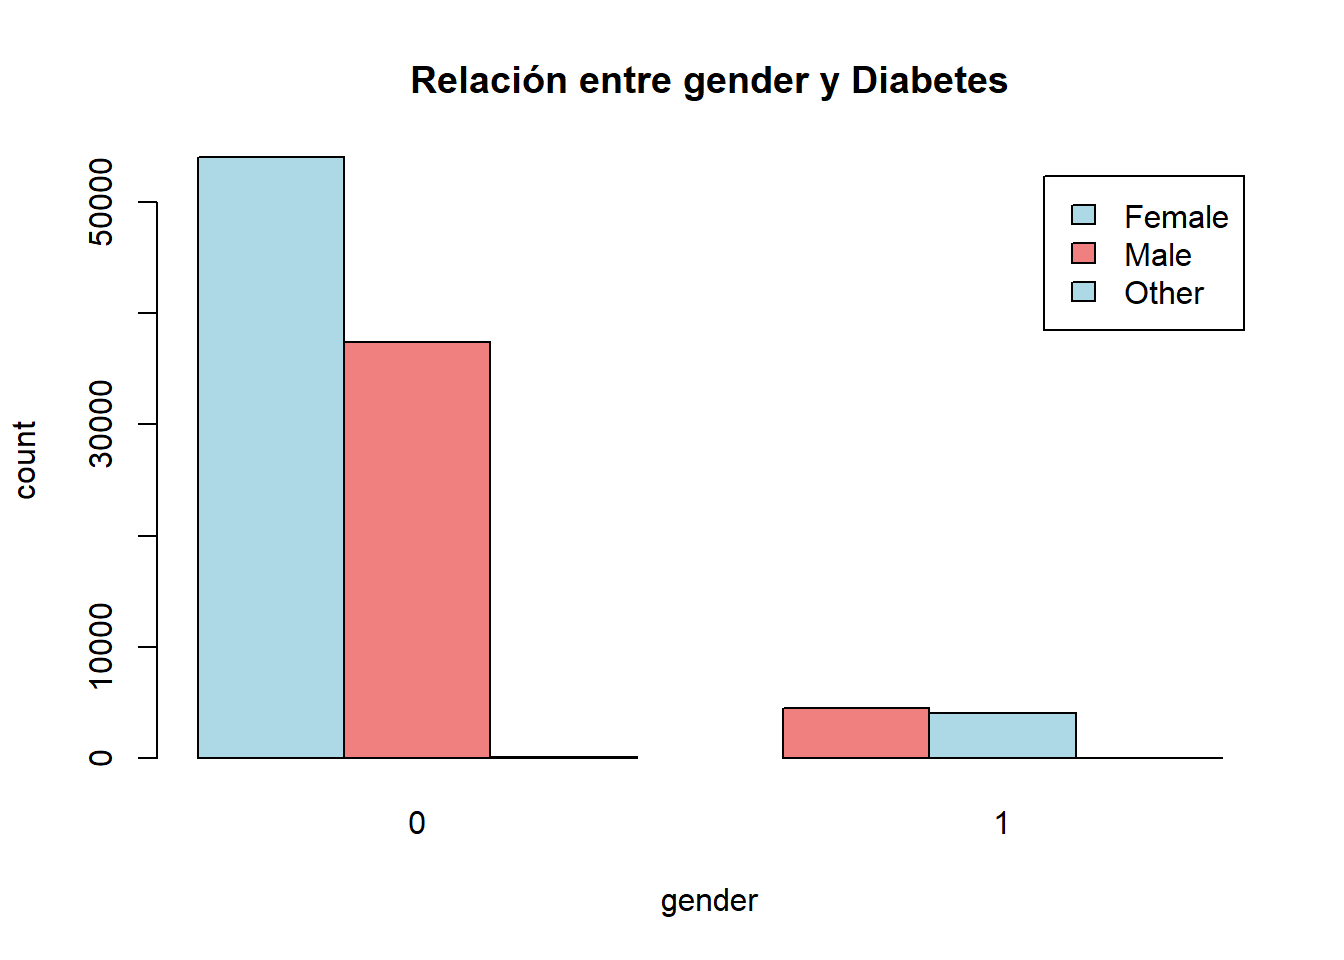 Relación entre gender y Diabetes
Female
Male
Other
50000
30000
10000
0
count
0
1
gender